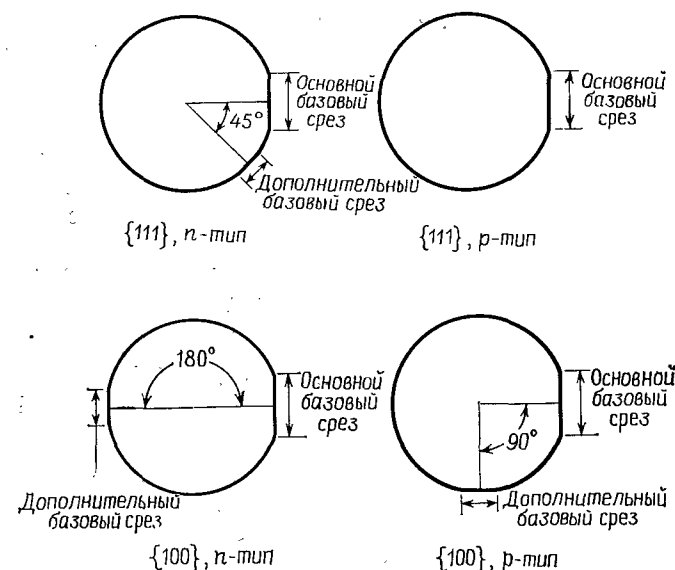 Основной
базовый
срез
45°
Дополнительный
базовый срез
{111}, n-тип
Основной
базовый
срез
{111}, p-тип
180°
Основной
базовый
срез
Дополнительный
базовый срез
{100}, n-тип
90°
Основной
базовый
срез
Дополнительный
базовый срез
{100}, p-тип